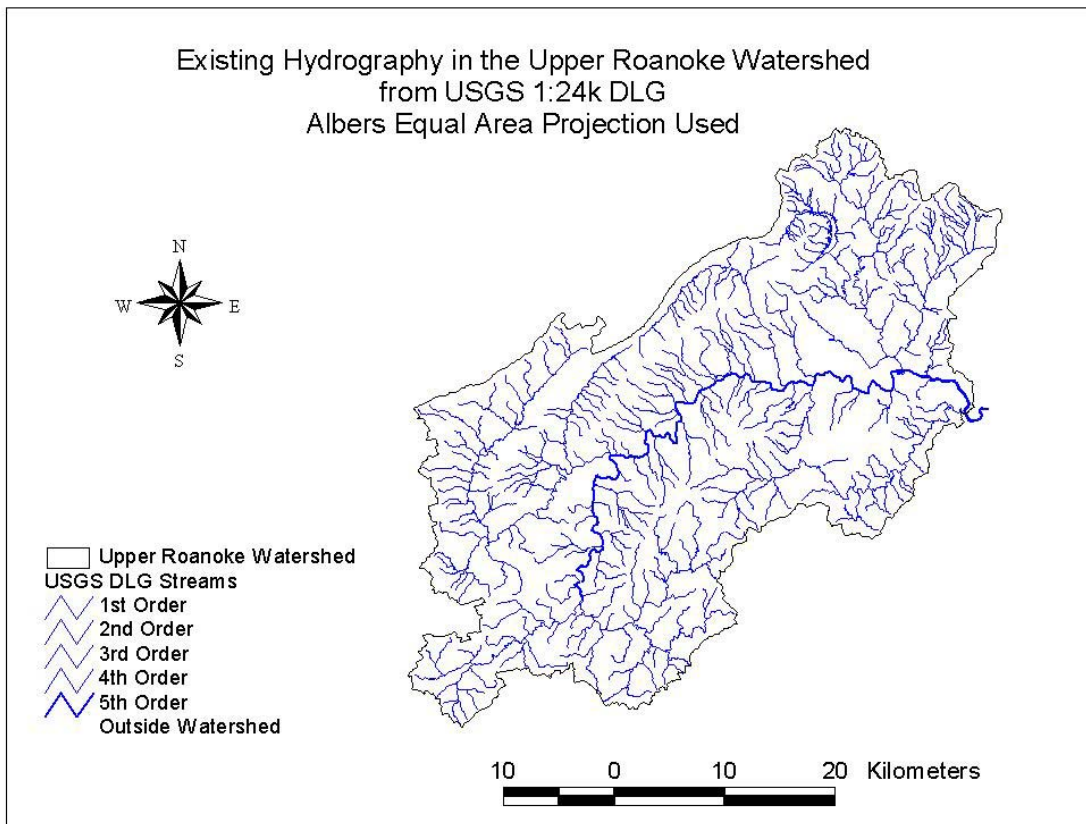 Existing Hydrography in the Upper Roanoke Watershed
from USGS 1:24k DLG
Albers Equal Area Projection Used
N
W E
S
Upper Roanoke Watershed
USGS DLG Streams
1st Order
2nd Order
3rd Order
4th Order
5th Order
Outside Watershed
10 0 10 20 Kilometers